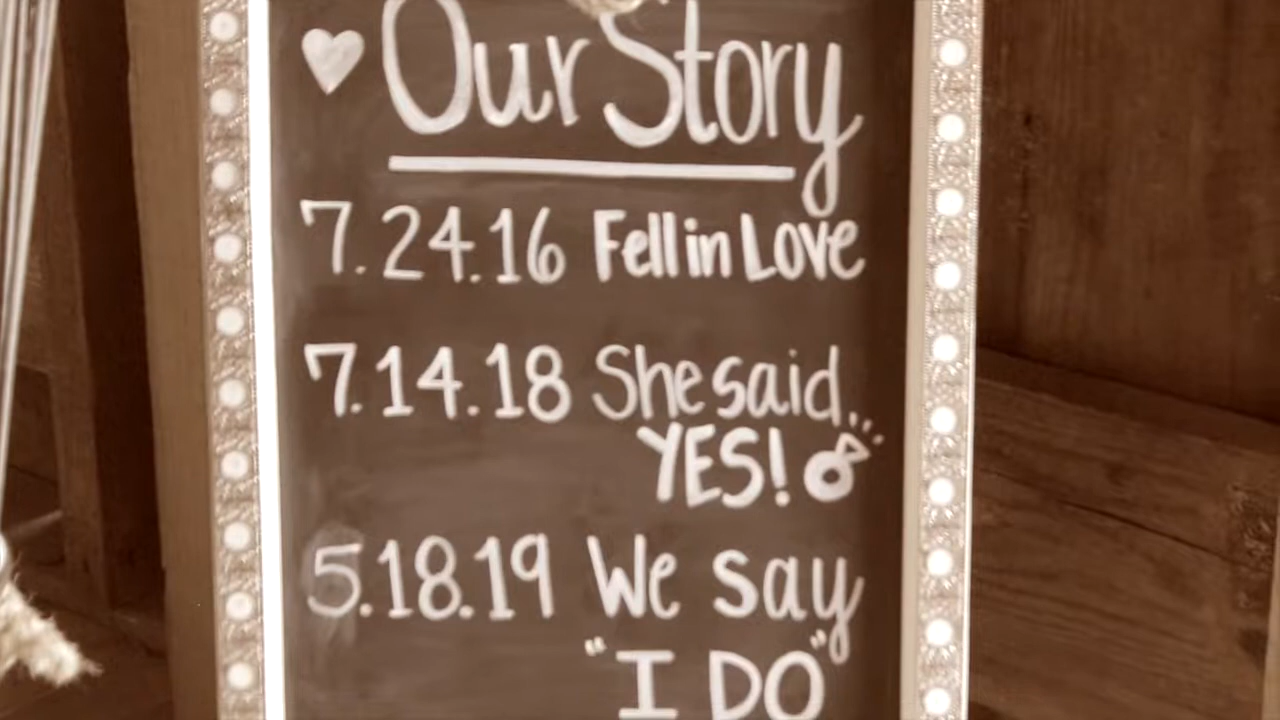 Our Story
7.24.16 Fell in Love
7.14.18 She said...
YES!
5.18.19 We say
"I DO"